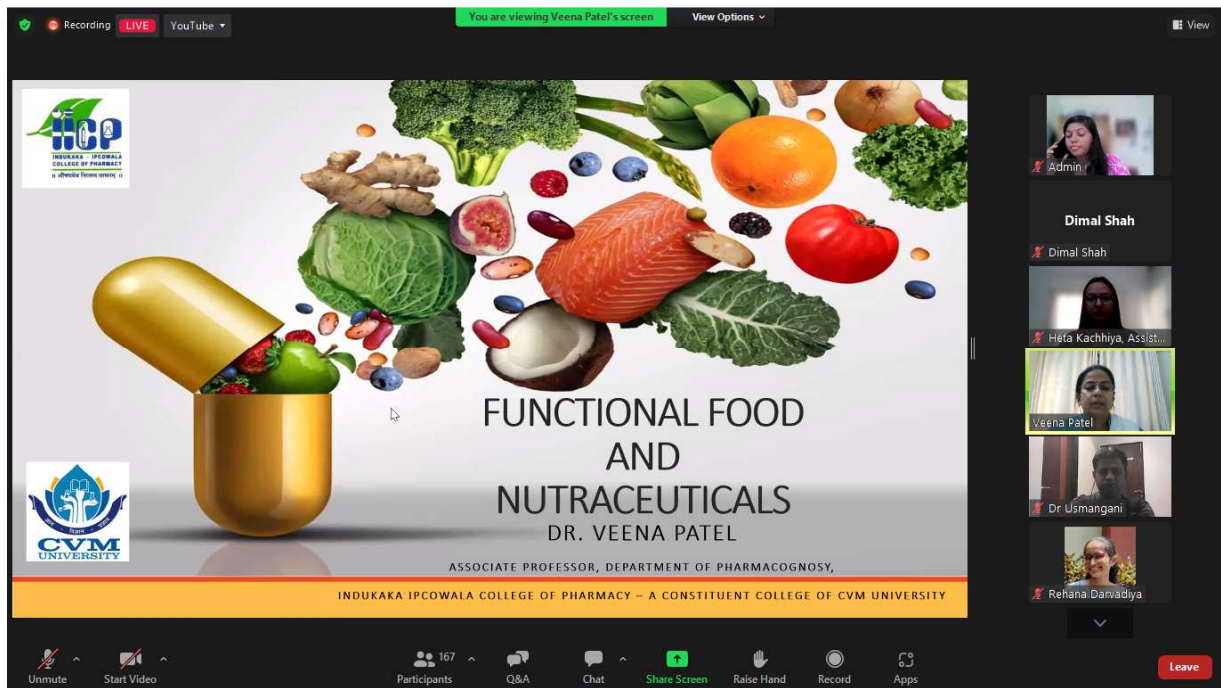 Recording
LIVE
YouTube
You are viewing Veena Patel's screen
View Options
View
IICP
INDUKAKA - IPCOWALA
COLLEGE OF PHARMACY
CVM
UNIVERSITY
FUNCTIONAL FOOD
AND
NUTRACEUTICALS
DR. VEENA PATEL
ASSOCIATE PROFESSOR, DEPARTMENT OF PHARMACOGNOSY,
INDUKAKA IPCOWALA COLLEGE OF PHARMACY – A CONSTITUENT COLLEGE OF CVM UNIVERSITY
Admin
Dimal Shah
Dimal Shah
Heta Kachhiya, Assist...
Veena Patel
Dr Usmangani
Rehana Darvadiya
Unmute
Start Video
167
Participants
Q&A
Chat
Share Screen
Raise Hand
Record
Apps
Leave